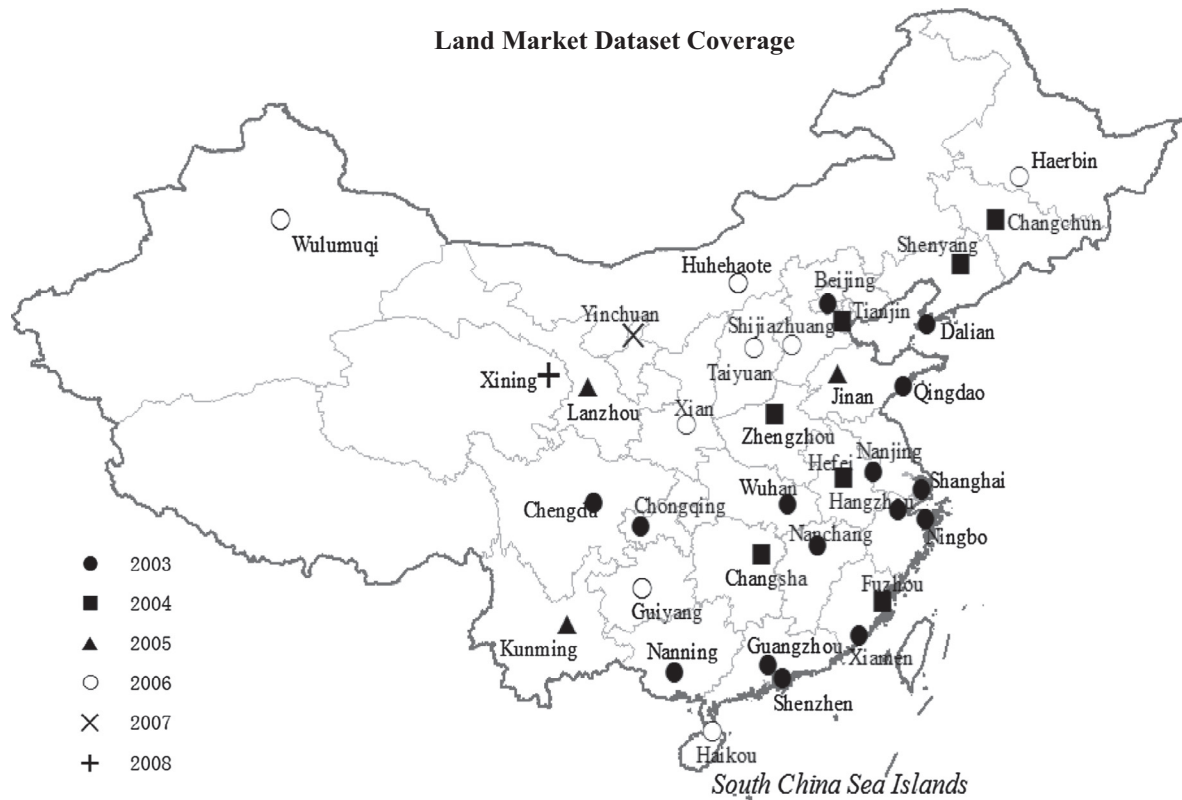 Land Market Dataset Coverage
Haerbin
Wulumuqi
Changchun
Shenyang
Huhehaote
Beijing
Yinchuan
Tianjin
Shijiazhuang
Dalian
Taiyuan
Xining
Jinan
Qingdao
Lanzhou
Xian
Zhengzhou
Nanjing
Hefei
Shanghai
Wuhan
Hangzhou
Chengdu
Chongqing
Ningbo
Nanchang
2003
Changsha
Fuzhou
2004
Guiyang
2005
Kunming
Nanning
Guangzhou
Xiamen
2006
Shenzhen
2007
Haikou
2008
South China Sea Islands